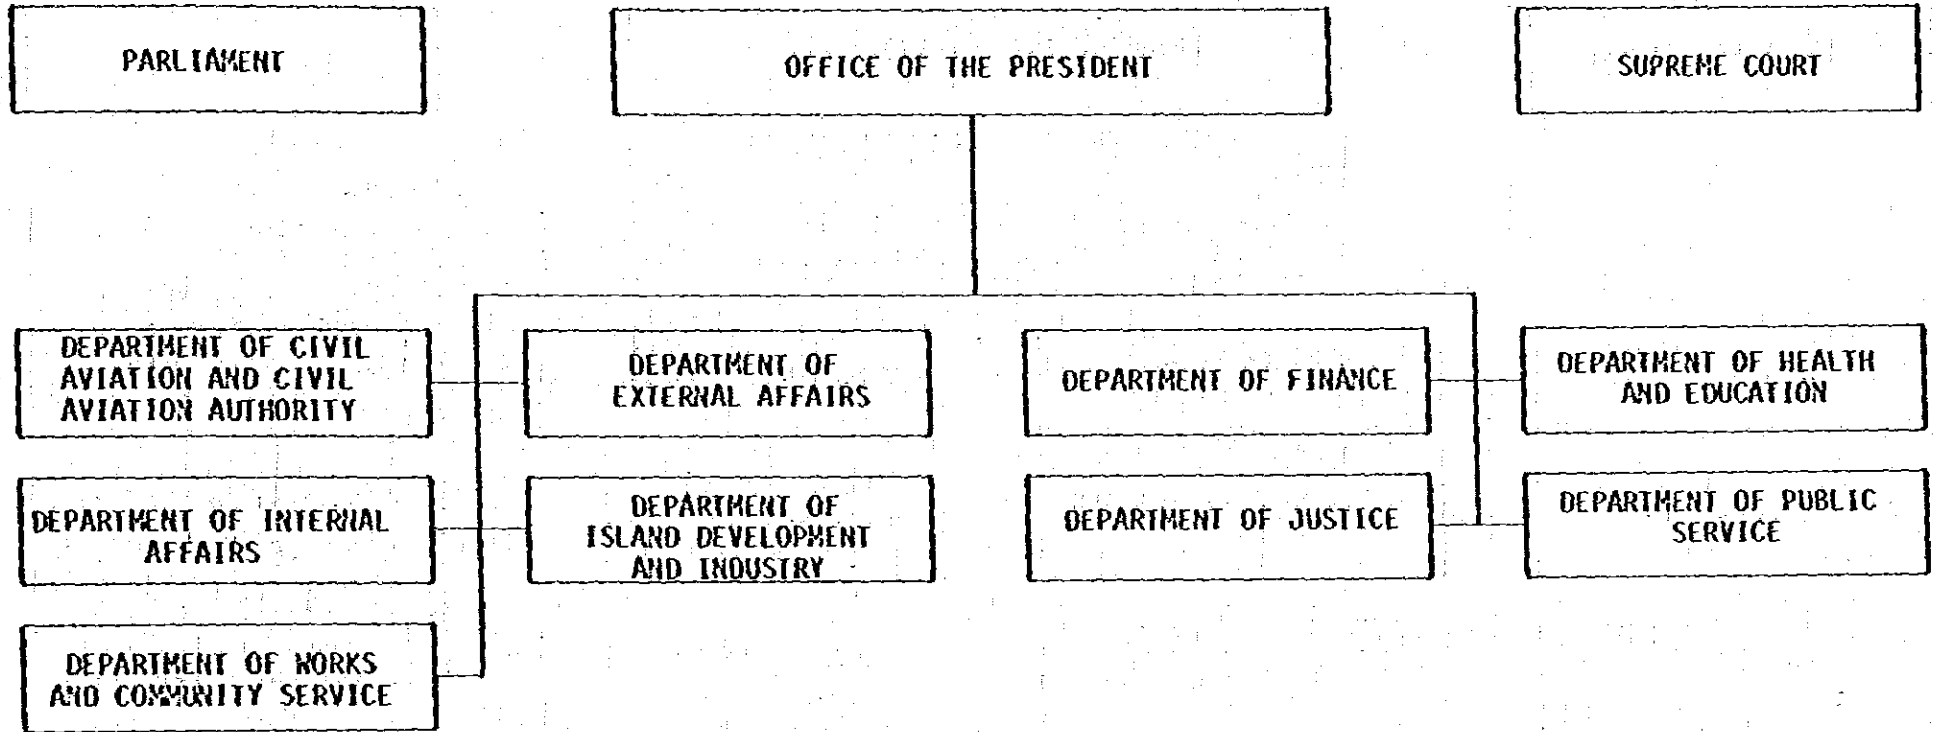 PARLIAMENT
OFFICE OF THE PRESIDENT
SUPREME COURT
DEPARTMENT OF CIVIL
AVIATION AND CIVIL
AVIATION AUTHORITY
DEPARTMENT OF
EXTERNAL AFFAIRS
DEPARTMENT OF FINANCE
DEPARTMENT OF HEALTH
AND EDUCATION
DEPARTMENT OF INTERNAL
AFFAIRS
DEPARTMENT OF
ISLAND DEVELOPMENT
AND INDUSTRY
DEPARTMENT OF JUSTICE
DEPARTMENT OF PUBLIC
SERVICE
DEPARTMENT OF WORKS
AND COMMUNITY SERVICE